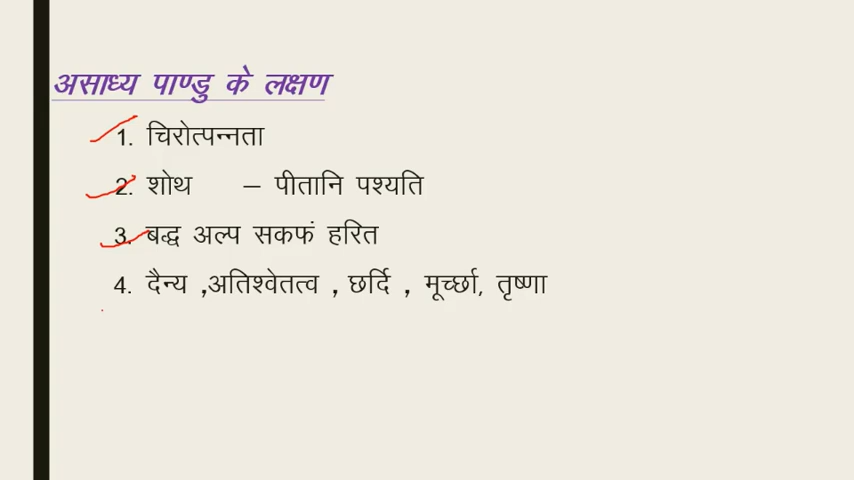 असाध्य पाण्डु के लक्षण
1. चिरोत्पन्नता
2. शोथ – पीतानि पश्यति
3. बद्ध अल्प सकफं हरित
4. दैन्य ,अतिश्वेतत्व , छर्दि , मूर्च्छा, तृष्णा